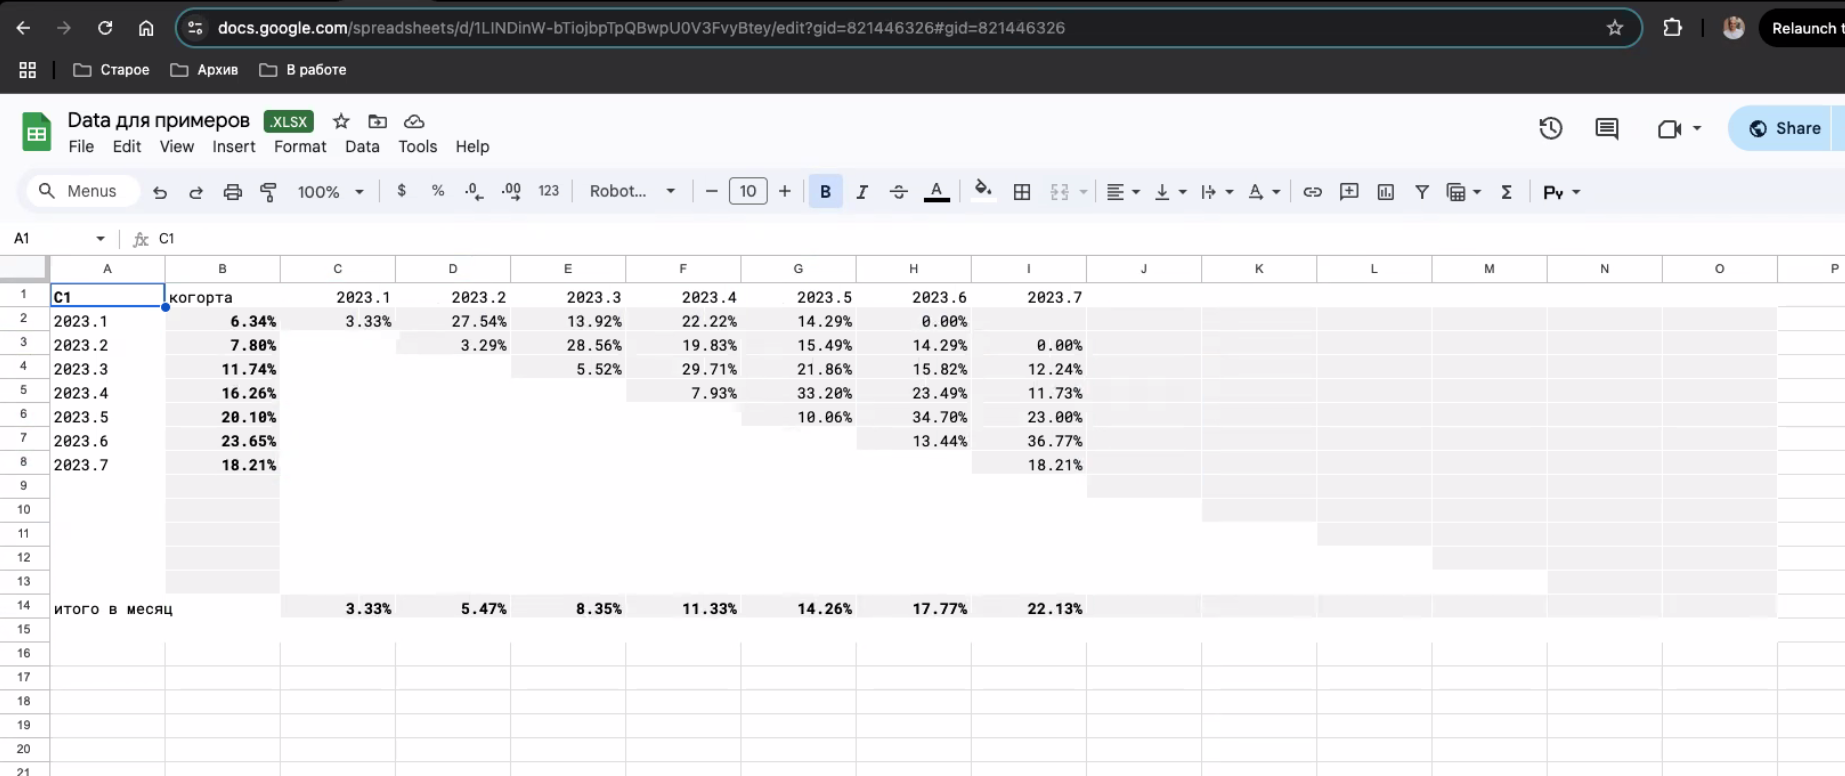 docs.google.com/spreadsheets/d/1LINDinW-bTiojbpTpQBwpU0V3FvyBtey/edit?gid=821446326#gid=821446326
Relaunch t
Старое Архив В работе
Data для примеров .XLSX
Share
File Edit View Insert Format Data Tools Help
Menus 100% $ % .0 .00 123 Robot... − 10 + B I A Σ Py
A1 fx C1
A B C D E F G H I J K L M N O P
1 C1 когорта 2023.1 2023.2 2023.3 2023.4 2023.5 2023.6 2023.7
2 2023.1 6.34% 3.33% 27.54% 13.92% 22.22% 14.29% 0.00%
3 2023.2 7.80% 3.29% 28.56% 19.83% 15.49% 14.29% 0.00%
4 2023.3 11.74% 5.52% 29.71% 21.86% 15.82% 12.24%
5 2023.4 16.26% 7.93% 33.20% 23.49% 11.73%
6 2023.5 20.10% 10.06% 34.70% 23.00%
7 2023.6 23.65% 13.44% 36.77%
8 2023.7 18.21% 18.21%
9
10
11
12
13
14 итого в месяц 3.33% 5.47% 8.35% 11.33% 14.26% 17.77% 22.13%
15
16
17
18
19
20
21